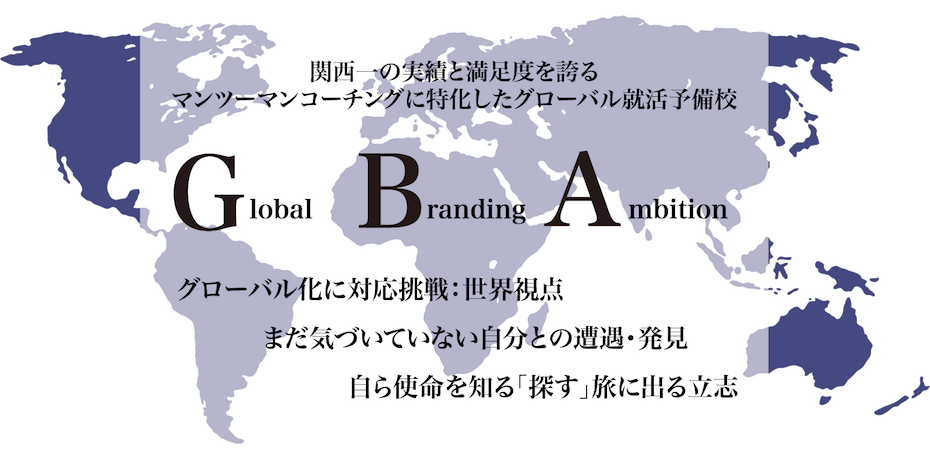 関西一の実績と満足度を誇る
マンツーマンコーチングに特化したグローバル就活予備校
Global Branding Ambition
グローバル化に対応挑戦：世界視点
まだ気づいていない自分との遭遇・発見
自ら使命を知る「探す」旅に出る立志